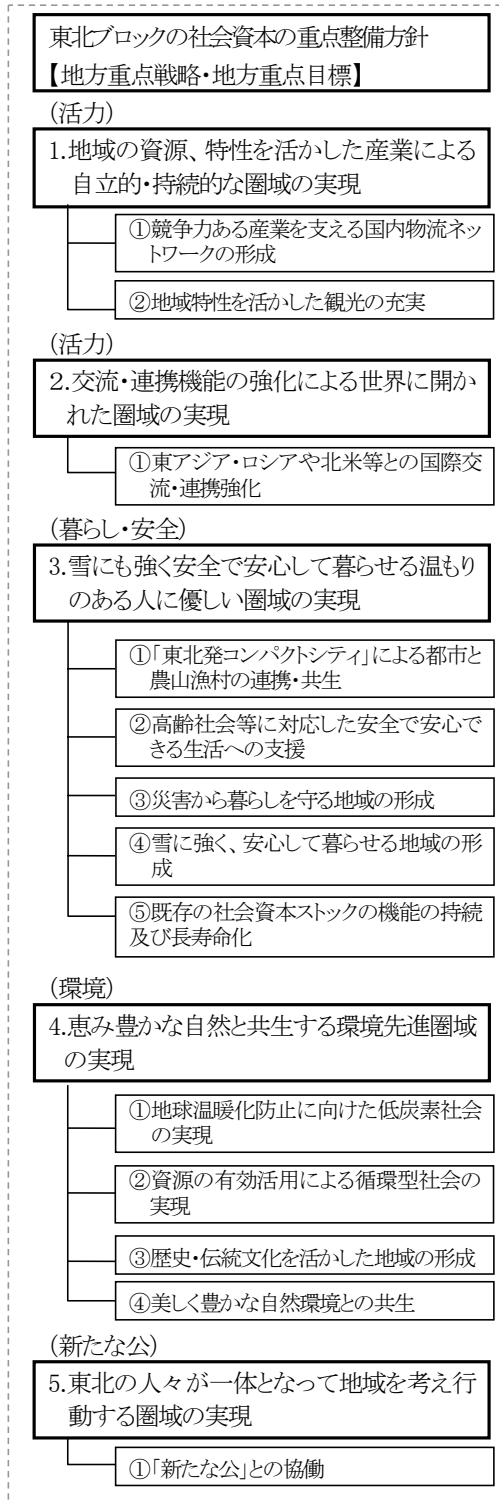 東北ブロックの社会資本の重点整備方針
【地方重点戦略・地方重点目標】
(活力)
1.地域の資源、特性を活かした産業による
自立的・持続的な圏域の実現
①競争力ある産業を支える国内物流ネッ
トワークの形成
②地域特性を活かした観光の充実
(活力)
2.交流・連携機能の強化による世界に開か
れた圏域の実現
①東アジア・ロシアや北米等との国際交
流・連携強化
(暮らし・安全)
3.雪にも強く安全で安心して暮らせる温もり
のある人に優しい圏域の実現
①「東北発コンパクトシティ」による都市と
農山漁村の連携・共生
②高齢社会等に対応した安全で安心で
きる生活への支援
③災害から暮らしを守る地域の形成
④雪に強く、安心して暮らせる地域の形
成
⑤既存の社会資本ストックの機能の持続
及び長寿命化
(環境)
4.恵み豊かな自然と共生する環境先進圏域
の実現
①地球温暖化防止に向けた低炭素社会
の実現
②資源の有効活用による循環型社会の
実現
③歴史・伝統文化を活かした地域の形成
④美しく豊かな自然環境との共生
(新たな公)
5.東北の人々が一体となって地域を考え行
動する圏域の実現
①「新たな公」との協働